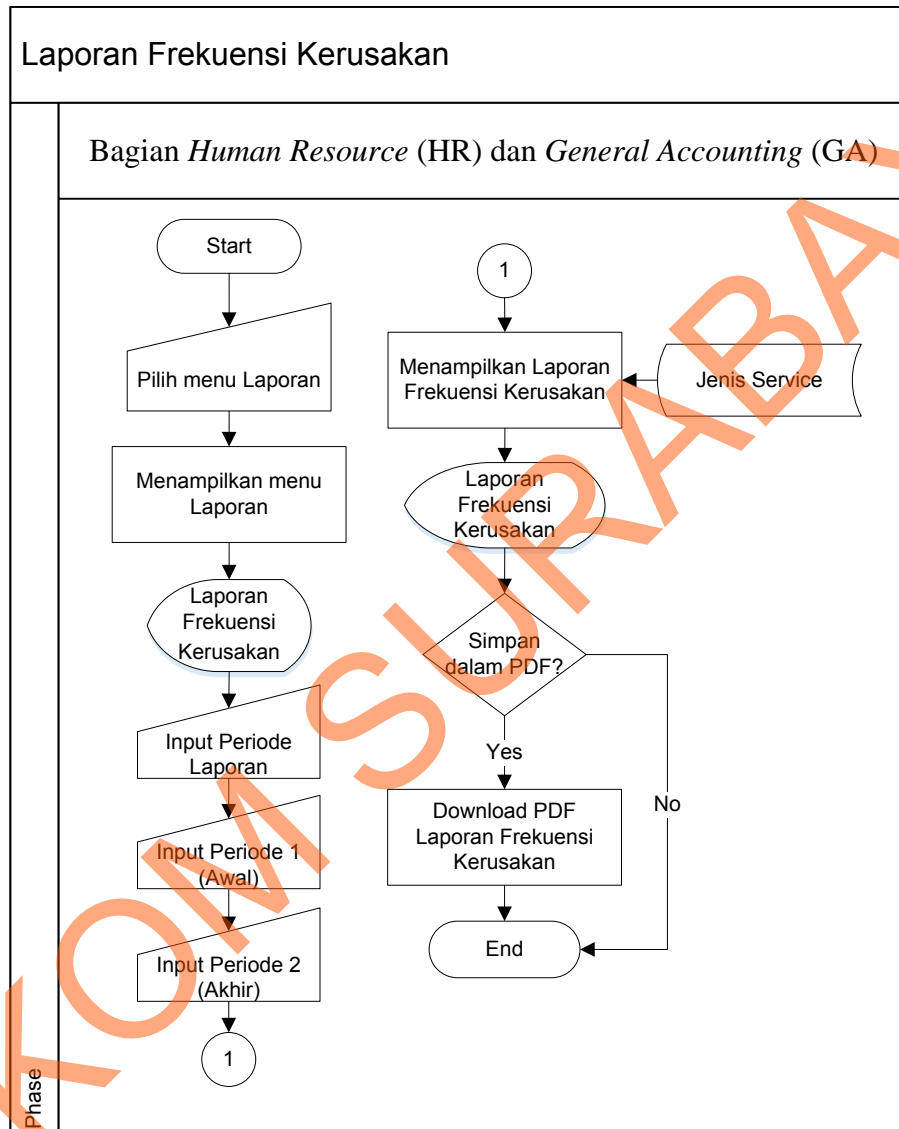 Laporan Frekuensi Kerusakan
Bagian Human Resource (HR) dan General Accounting (GA)
Start
Pilih menu Laporan
Menampilkan menu
Laporan
Laporan
Frekuensi
Kerusakan
Input Periode
Laporan
Input Periode 1
(Awal)
Input Periode 2
(Akhir)
1
1
Menampilkan Laporan
Frekuensi Kerusakan
Jenis Service
Laporan
Frekuensi
Kerusakan
Simpan
dalam PDF?
Yes
No
Download PDF
Laporan Frekuensi
Kerusakan
End
Phase
KOM SURABAYA